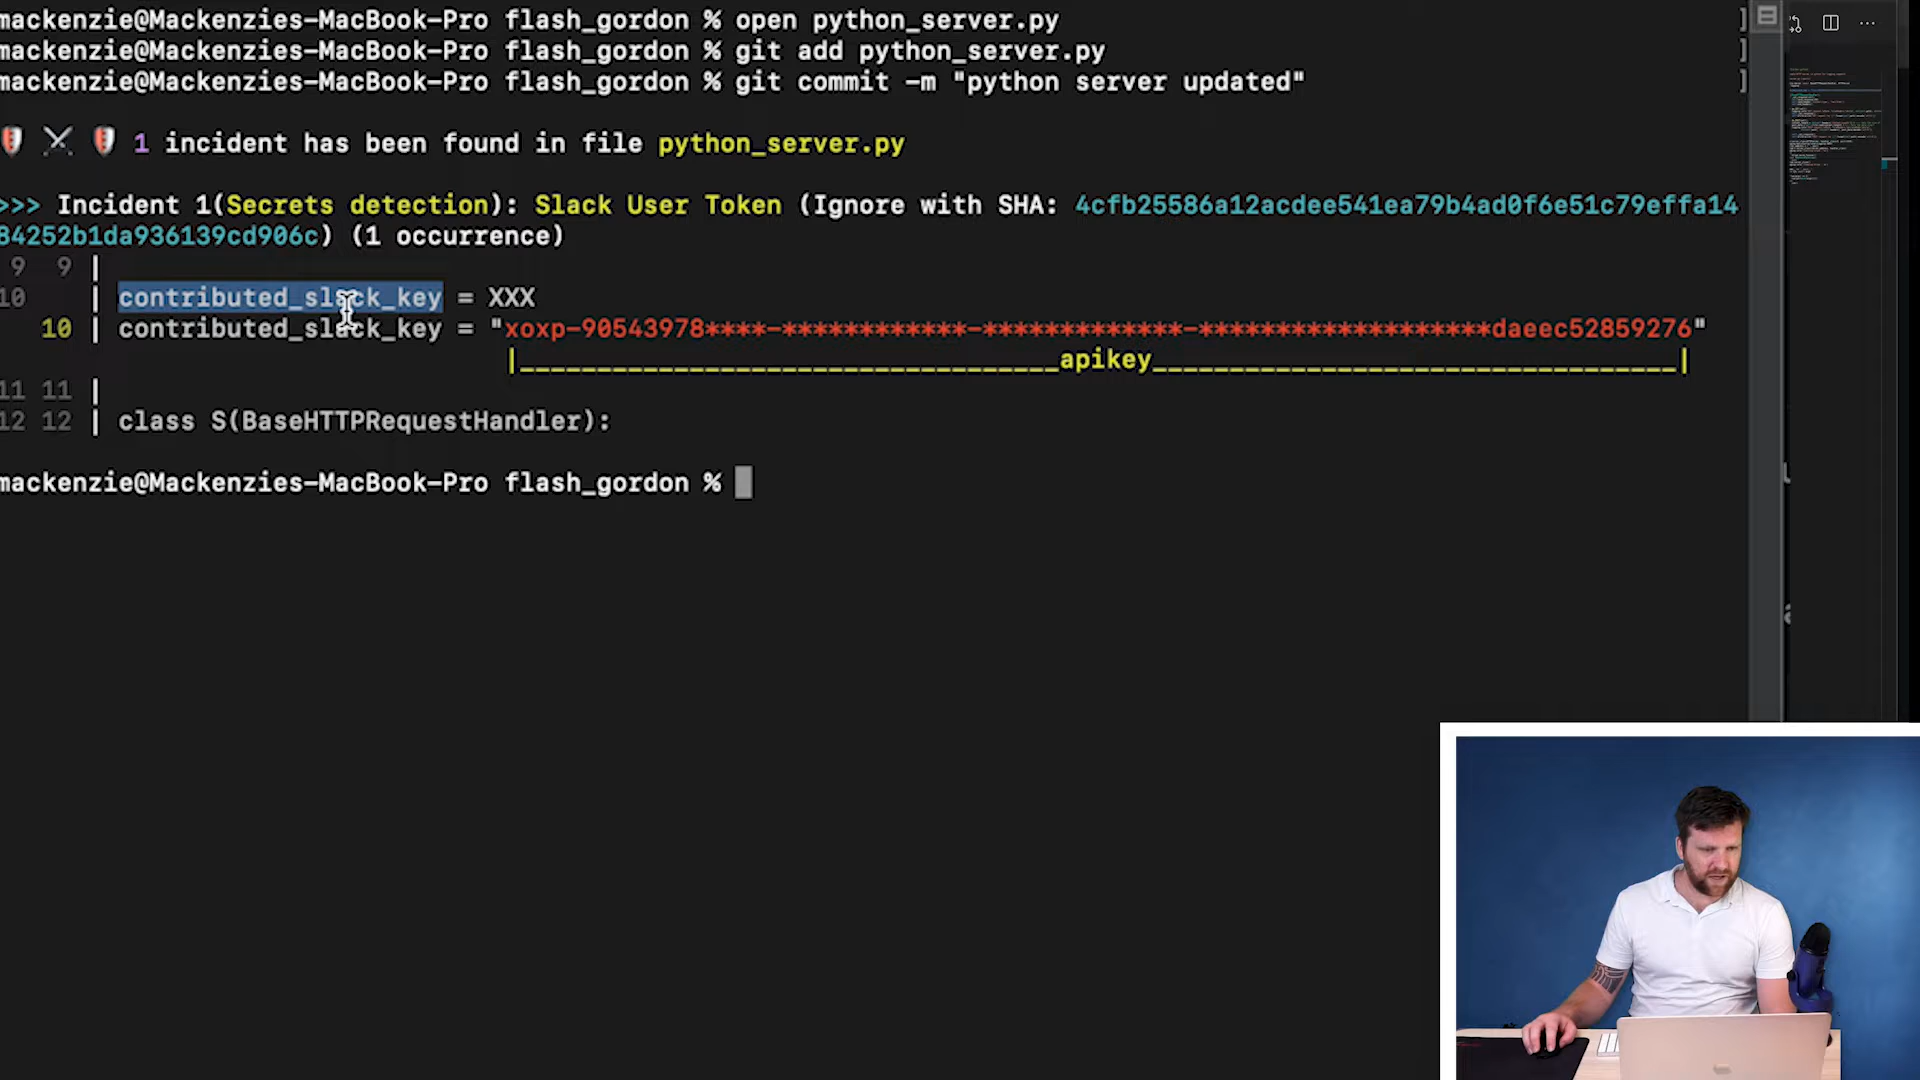 mackenzie@Mackenzies-MacBook-Pro flash_gordon % open python_server.py
mackenzie@Mackenzies-MacBook-Pro flash_gordon % git add python_server.py
mackenzie@Mackenzies-MacBook-Pro flash_gordon % git commit -m "python server updated"
1 incident has been found in file python_server.py
>>> Incident 1(Secrets detection): Slack User Token (Ignore with SHA: 4cfb25586a12acdee541ea79b4ad0f6e51c79effa14
84252b1da936139cd906c) (1 occurrence)
9 9 |
10 | contributed_slack_key = XXX
10 | contributed_slack_key = "xoxp-90543978****-************-*************-*******************daeec52859276"
|___________________________________apikey__________________________________|
11 11 |
12 12 | class S(BaseHTTPRequestHandler):
mackenzie@Mackenzies-MacBook-Pro flash_gordon %